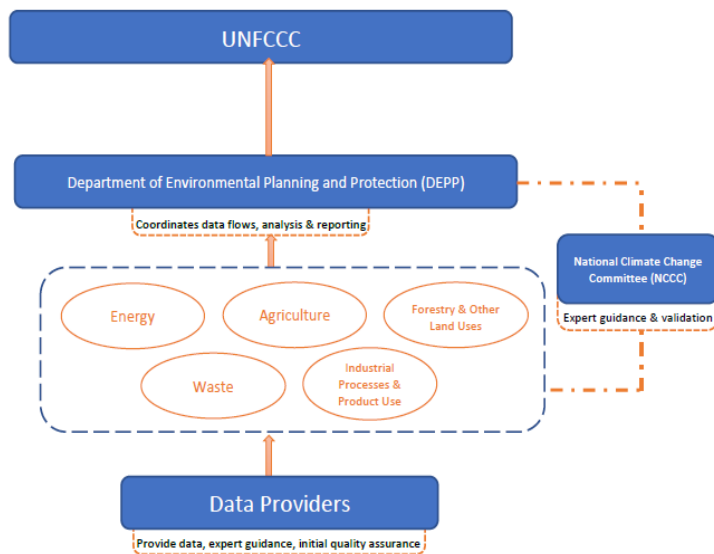 UNFCCC
Department of Environmental Planning and Protection (DEPP)
Coordinates data flows, analysis & reporting
National Climate Change
Committee (NCCC)
Expert guidance & validation
Energy
Agriculture
Forestry & Other
Land Uses
Waste
Industrial
Processes &
Product Use
Data Providers
Provide data, expert guidance, initial quality assurance